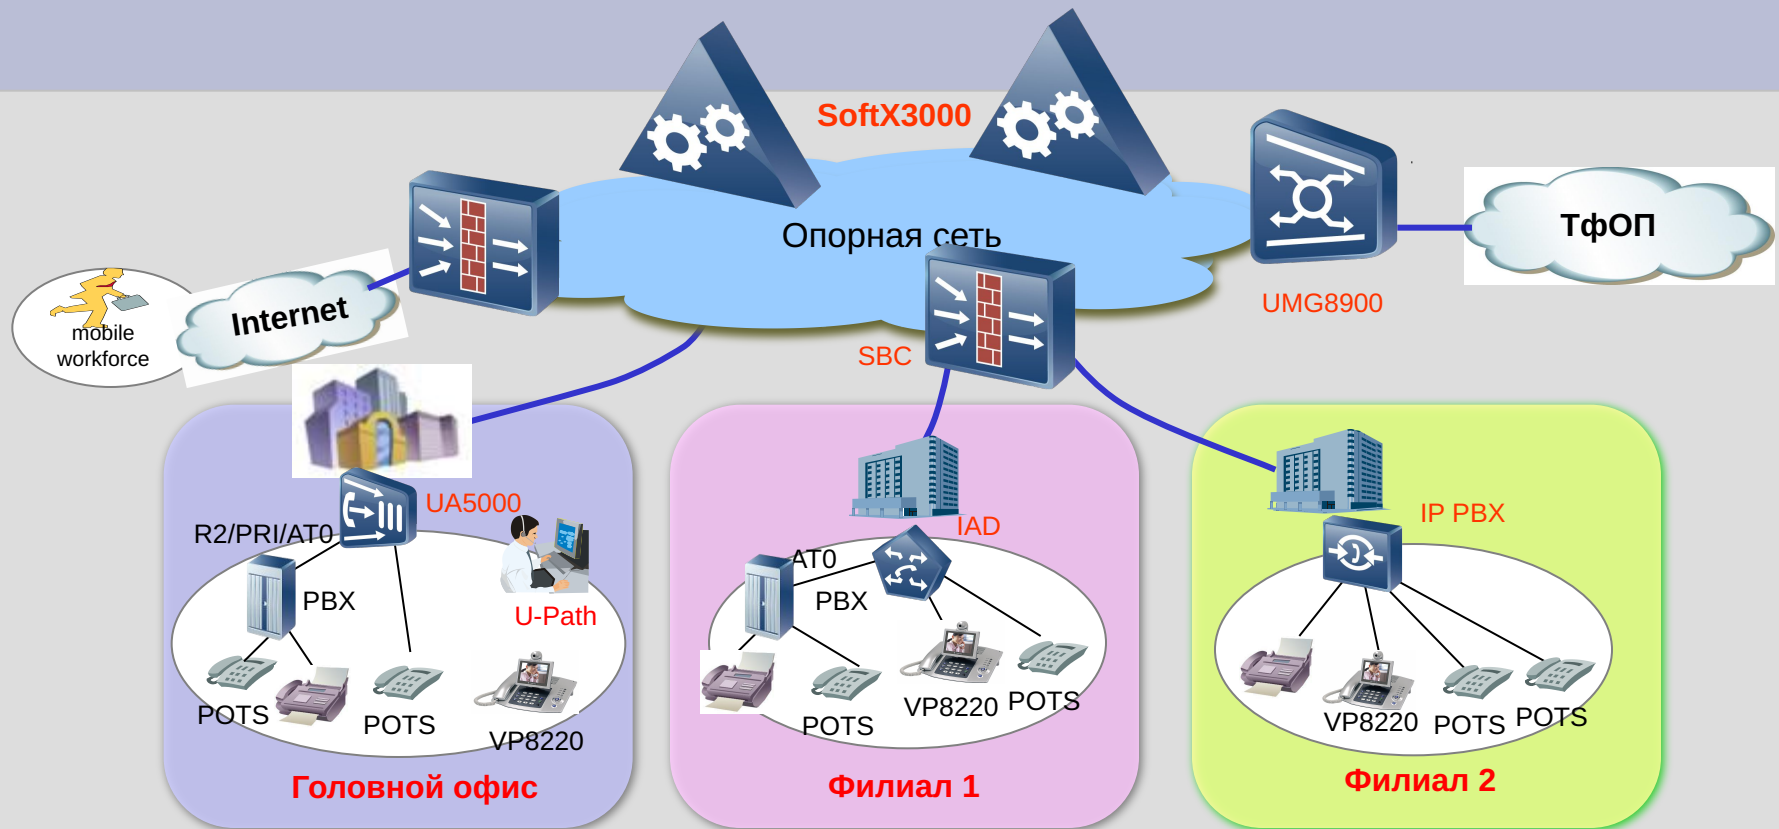 SoftX3000
Опорная сеть
ТфОП
UMG8900
Internet
mobile
workforce
SBC
UA5000
R2/PRI/AT0
PBX
U-Path
POTS
POTS
VP8220
Головной офис
IAD
AT0
PBX
POTS
VP8220
POTS
Филиал 1
IP PBX
VP8220
POTS
POTS
Филиал 2